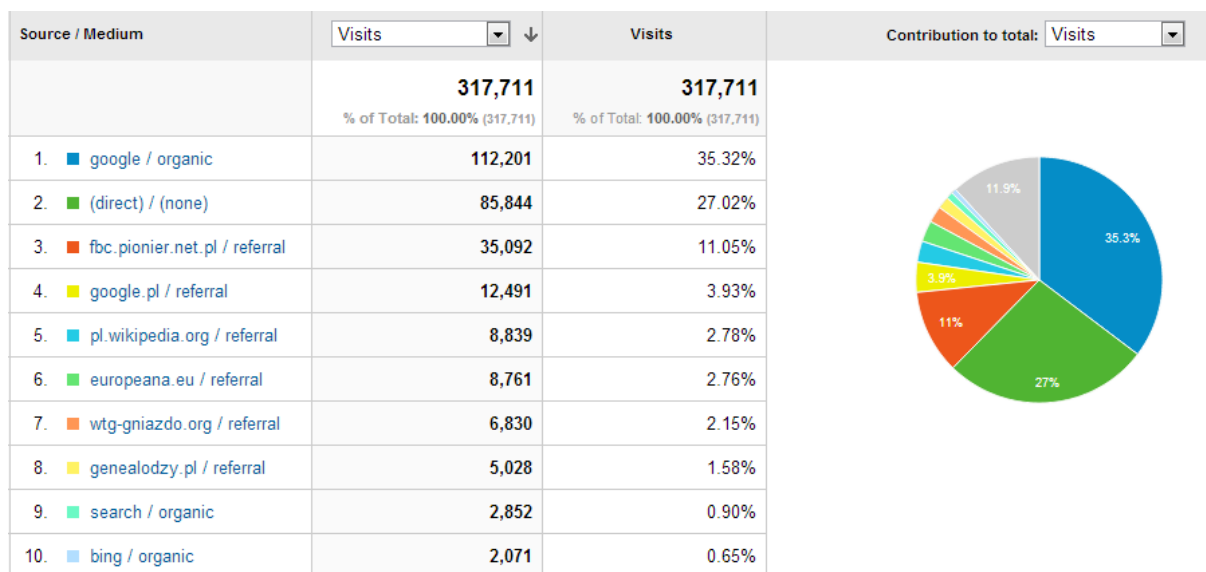 Source / Medium Visits Visits Contribution to total: Visits
317,711 317,711
% of Total: 100.00% (317,711) % of Total: 100.00% (317,711)
1. google / organic 112,201 35.32%
2. (direct) / (none) 85,844 27.02%
3. fbc.pionier.net.pl / referral 35,092 11.05%
4. google.pl / referral 12,491 3.93%
5. pl.wikipedia.org / referral 8,839 2.78%
6. europeana.eu / referral 8,761 2.76%
7. wtg-gniazdo.org / referral 6,830 2.15%
8. genealodzy.pl / referral 5,028 1.58%
9. search / organic 2,852 0.90%
10. bing / organic 2,071 0.65%
11.9%
35.3%
3.9%
11%
27%